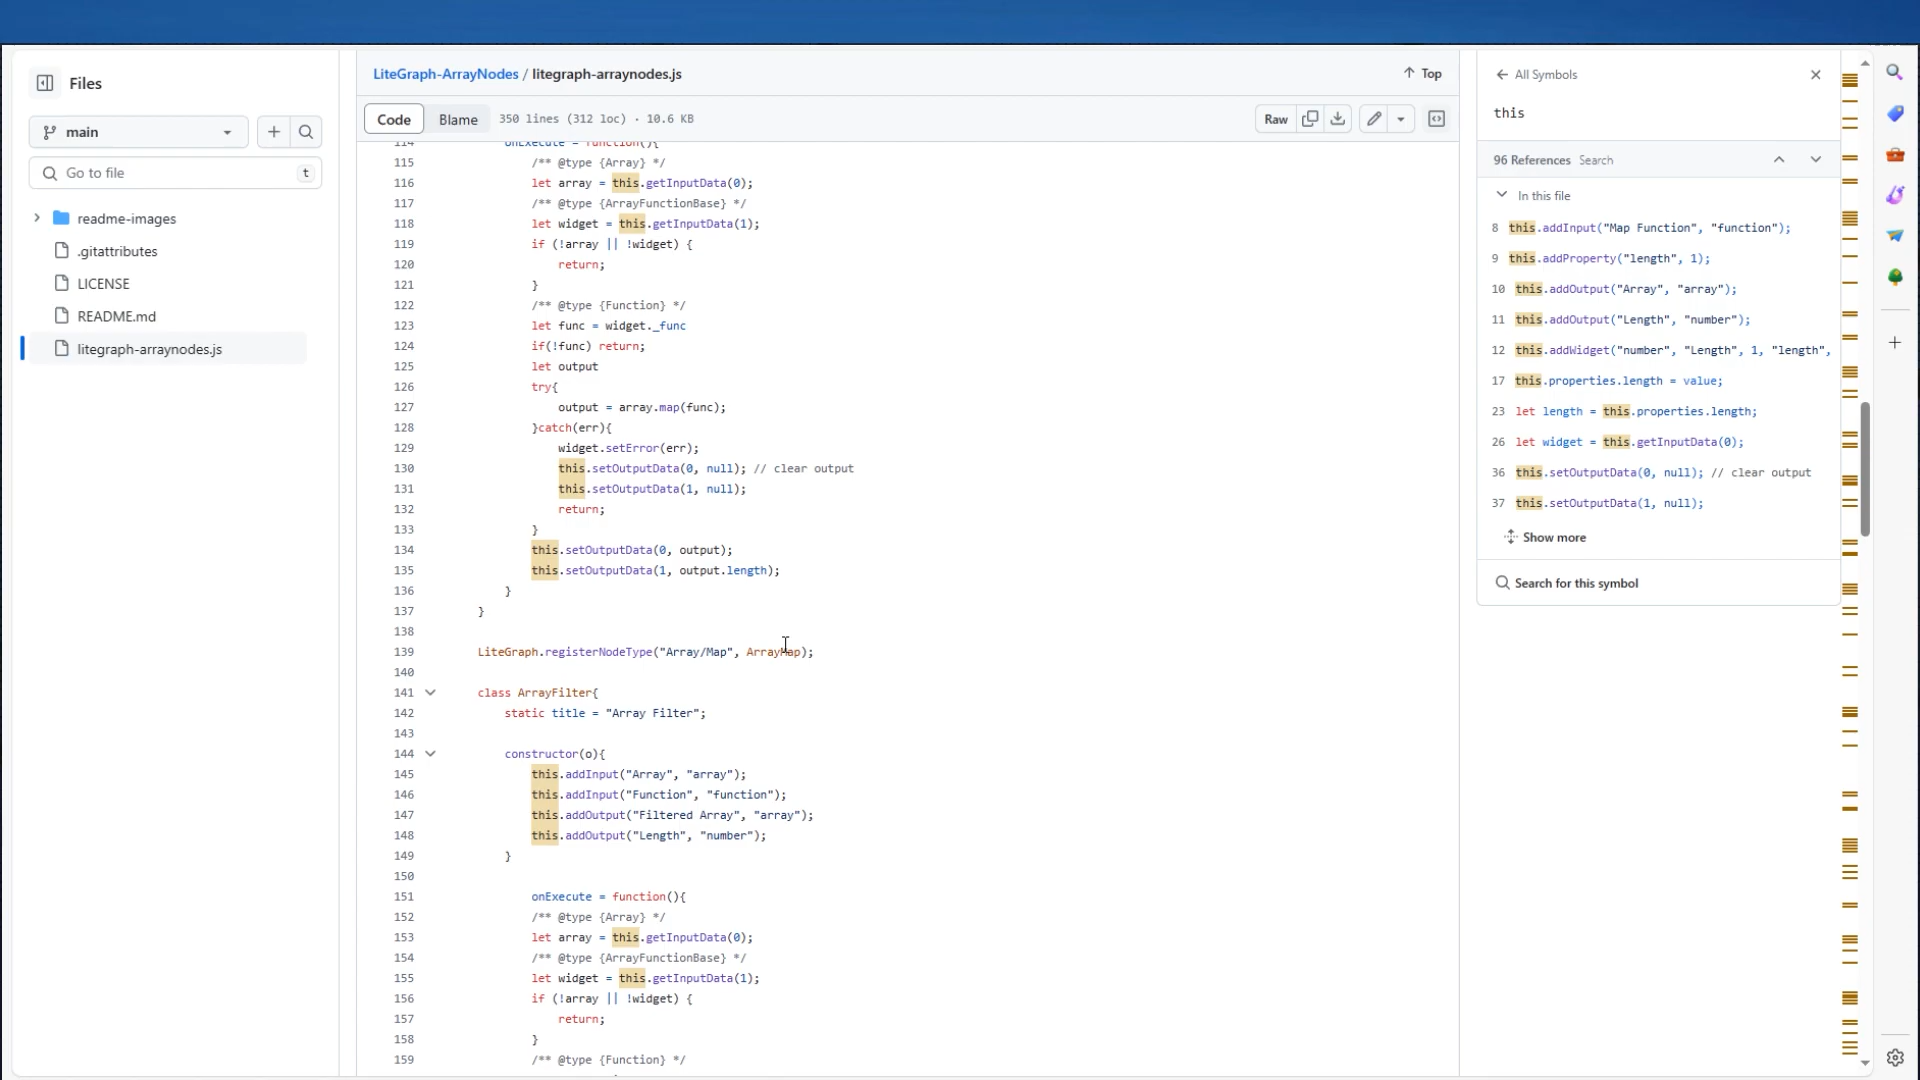 Files
main
Go to file
t
readme-images
.gitattributes
LICENSE
README.md
litegraph-arraynodes.js
LiteGraph-ArrayNodes / litegraph-arraynodes.js
Top
Code
Blame
350 lines (312 loc) · 10.6 KB
Raw
114 onExecute = function(){
115 /** @type {Array} */
116 let array = this.getInputData(0);
117 /** @type {ArrayFunctionBase} */
118 let widget = this.getInputData(1);
119 if (!array || !widget) {
120 return;
121 }
122 /** @type {Function} */
123 let func = widget._func
124 if(!func) return;
125 let output
126 try{
127 output = array.map(func);
128 }catch(err){
129 widget.setError(err);
130 this.setOutputData(0, null); // clear output
131 this.setOutputData(1, null);
132 return;
133 }
134 this.setOutputData(0, output);
135 this.setOutputData(1, output.length);
136 }
137 }
138
139 LiteGraph.registerNodeType("Array/Map", ArrayMap);
140
141 class ArrayFilter{
142 static title = "Array Filter";
143
144 constructor(o){
145 this.addInput("Array", "array");
146 this.addInput("Function", "function");
147 this.addOutput("Filtered Array", "array");
148 this.addOutput("Length", "number");
149 }
150
151 onExecute = function(){
152 /** @type {Array} */
153 let array = this.getInputData(0);
154 /** @type {ArrayFunctionBase} */
155 let widget = this.getInputData(1);
156 if (!array || !widget) {
157 return;
158 }
159 /** @type {Function} */
All Symbols
this
96 References Search
In this file
8 this.addInput("Map Function", "function");
9 this.addProperty("length", 1);
10 this.addOutput("Array", "array");
11 this.addOutput("Length", "number");
12 this.addWidget("number", "Length", 1, "length",
17 this.properties.length = value;
23 let length = this.properties.length;
26 let widget = this.getInputData(0);
36 this.setOutputData(0, null); // clear output
37 this.setOutputData(1, null);
Show more
Search for this symbol